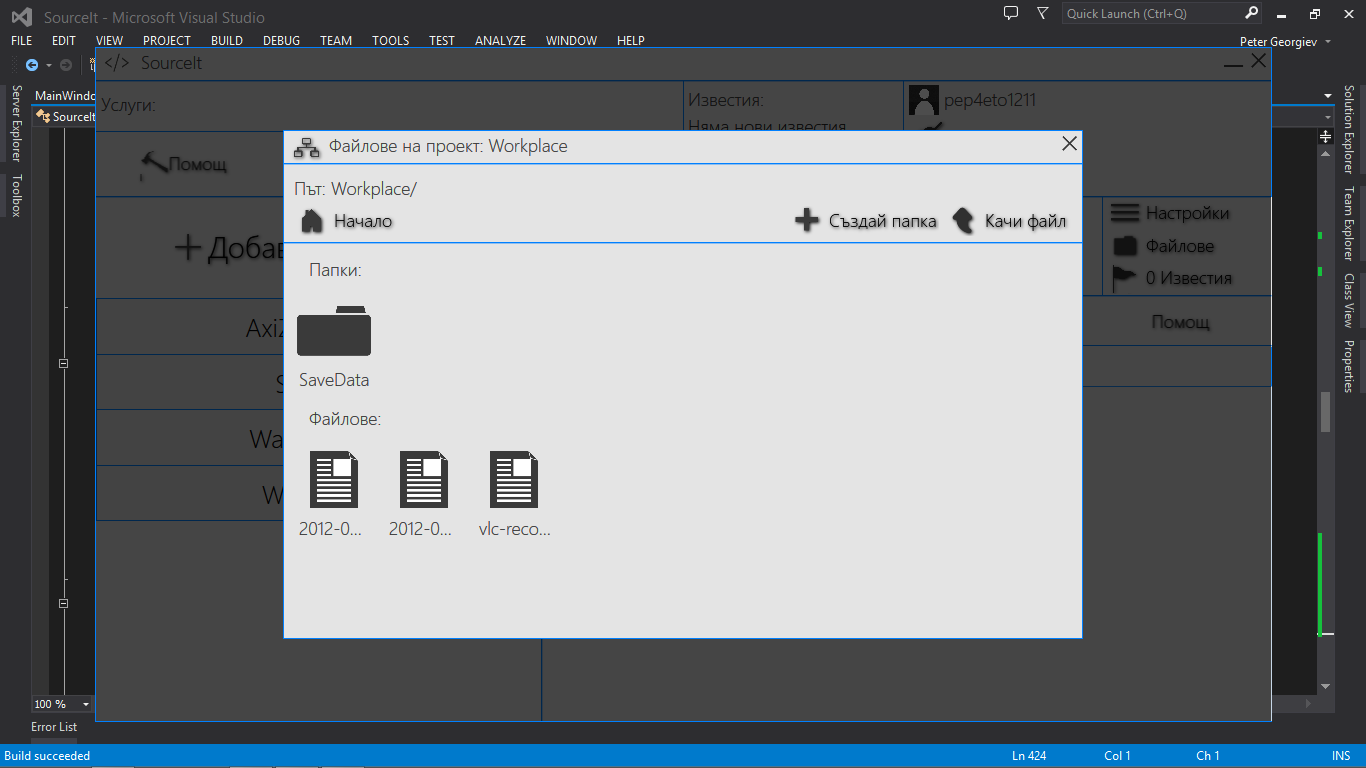 SourceIt - Microsoft Visual Studio
Quick Launch (Ctrl+Q)
FILE EDIT VIEW PROJECT BUILD DEBUG TEAM TOOLS TEST ANALYZE WINDOW HELP
Peter Georgiev
</> SourceIt
Server Explorer
Toolbox
MainWindo
SourceIt
Услуги:
Известия:
Няма нови известия
pep4eto1211
Помощ
Добав
Настройки
Файлове
0 Известия
Помощ
AxiZ
S
Wa
W
Файлове на проект: Workplace
Път: Workplace/
Начало
Създай папка
Качи файл
Папки:
SaveData
Файлове:
2012-0... 2012-0... vlc-reco...
Solution Explorer
Team Explorer
Class View
Properties
100 %
Error List
Build succeeded
Ln 424 Col 1 Ch 1 INS